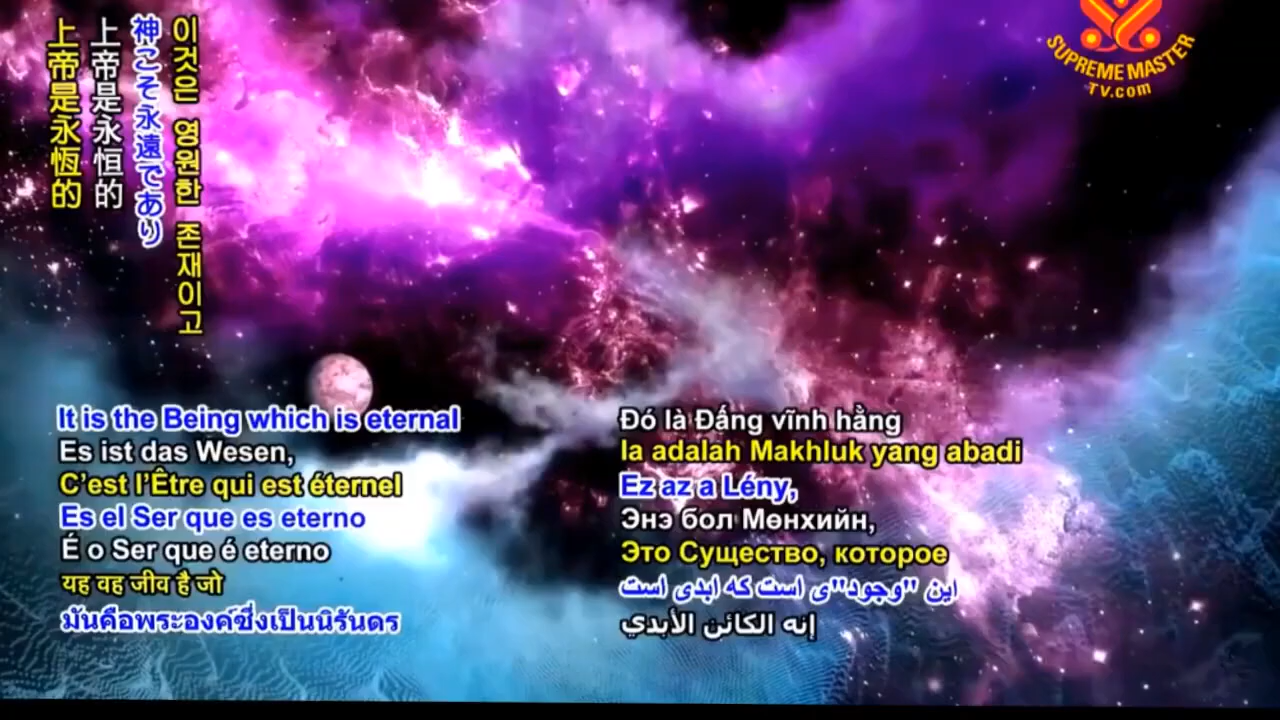 上帝是永恆的
上帝是永恒的
神こそ永遠であり
이것은 영원한 존재이고
SUPREME MASTER
TV.com
It is the Being which is eternal
Es ist das Wesen,
C'est l'Être qui est éternel
Es el Ser que es eterno
É o Ser que é eterno
यह वह जीव है जो
มันคือพระองค์ซึ่งเป็นนิรันดร
Đó là Đấng vĩnh hằng
Ia adalah Makhluk yang abadi
Ez az a Lény,
Энэ бол Мөнхийн,
Это Существо, которое
این "وجود"ی است که ابدی است
إنه الكائن الأبدي